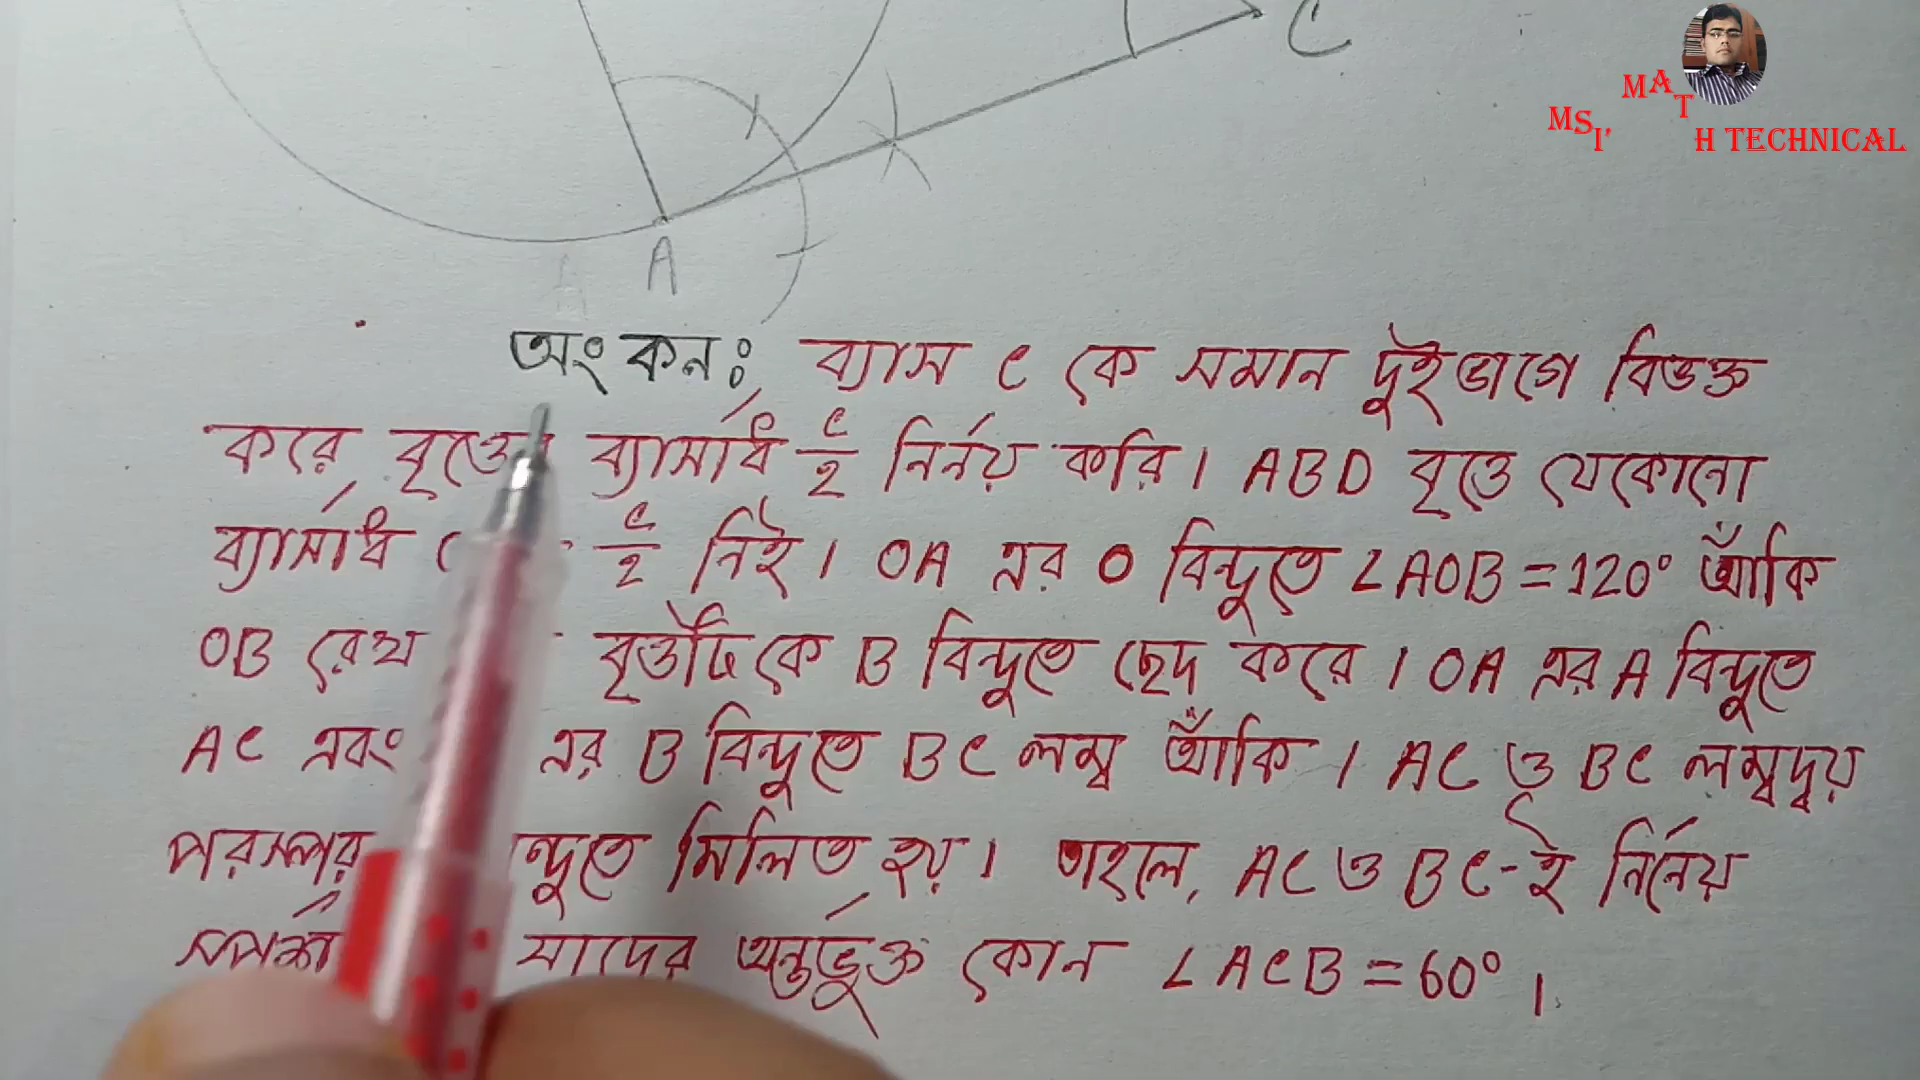 C
MSI' MATH TECHNICAL
A
অংকন: ব্যাস c কে সমান দুইভাগে বিভক্ত
করে বৃত্তের ব্যাসার্ধ c/2 নির্নয় করি। ABD বৃত্তে যেকোনো
ব্যাসার্ধ c/2 নিই। OA এর O বিন্দুতে ∠AOB = 120° আঁকি
OB রেখা বৃত্তটিকে B বিন্দুতে ছেদ করে। OA এর A বিন্দুতে
AC এবং এর B বিন্দুতে BC লম্ব আঁকি। AC ও BC লম্বদ্বয়
পরস্পর মিলিত হয়। তাহলে, AC ও BC-ই নির্নেয়
স্পর্শ যাদের অন্তর্ভুক্ত কোন ∠ACB = 60°।